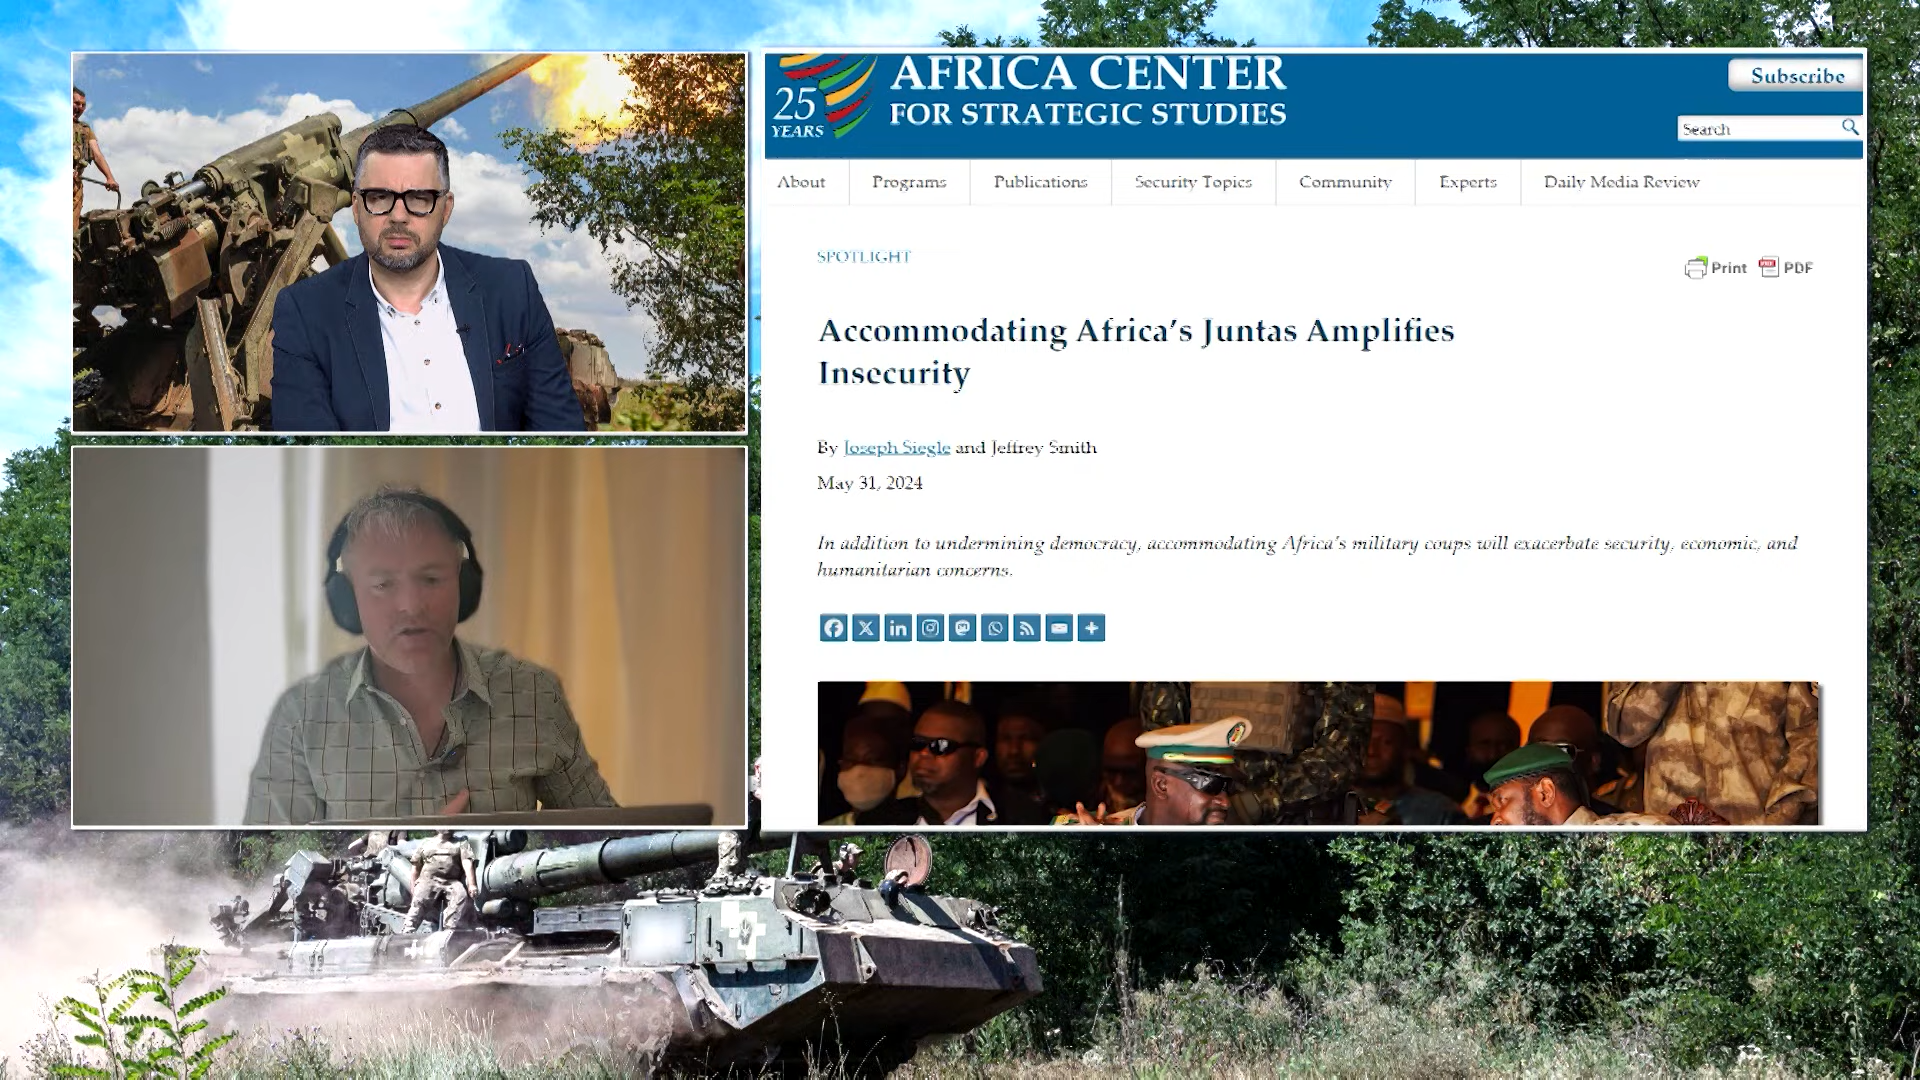 25
YEARS
AFRICA CENTER
FOR STRATEGIC STUDIES
Subscribe
Search
About
Programs
Publications
Security Topics
Community
Experts
Daily Media Review
SPOTLIGHT
Print
PDF
Accommodating Africa's Juntas Amplifies
Insecurity
By Joseph Siegle and Jeffrey Smith
May 31, 2024
In addition to undermining democracy, accommodating Africa's military coups will exacerbate security, economic, and
humanitarian concerns.